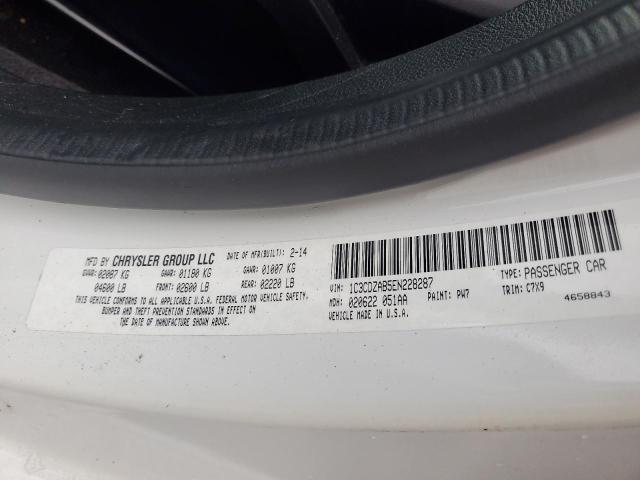 MFD BY CHRYSLER GROUP LLC DATE OF MFR(BUILT): 2-14
GVWR: 02087 KG GAWR: 01180 KG GAWR: 01007 KG
04600 LB FRONT: 02600 LB REAR: 02220 LB
THIS VEHICLE CONFORMS TO ALL APPLICABLE U.S.A. FEDERAL MOTOR VEHICLE SAFETY,
BUMPER AND THEFT PREVENTION STANDARDS IN EFFECT ON
THE DATE OF MANUFACTURE SHOWN ABOVE.
VIN: 1C3CDZAB5EN228287 TYPE: PASSENGER CAR
MDH: 020622 051AA PAINT: PW7 TRIM: C7X9
VEHICLE MADE IN U.S.A. 4658843